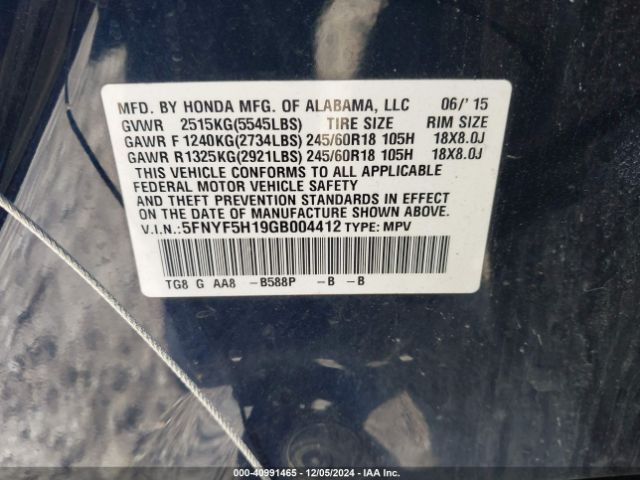 MFD. BY HONDA MFG. OF ALABAMA, LLC 06/'15
GVWR 2515KG(5545LBS) TIRE SIZE RIM SIZE
GAWR F 1240KG(2734LBS) 245/60R18 105H 18X8.0J
GAWR R1325KG(2921LBS) 245/60R18 105H 18X8.0J
THIS VEHICLE CONFORMS TO ALL APPLICABLE
FEDERAL MOTOR VEHICLE SAFETY
AND THEFT PREVENTION STANDARDS IN EFFECT
ON THE DATE OF MANUFACTURE SHOWN ABOVE.
V.I.N.:5FNYF5H19GB004412 TYPE: MPV
TG8 G AA8 -B588P -B -B
000-40991465 - 12/05/2024 - IAA Inc.